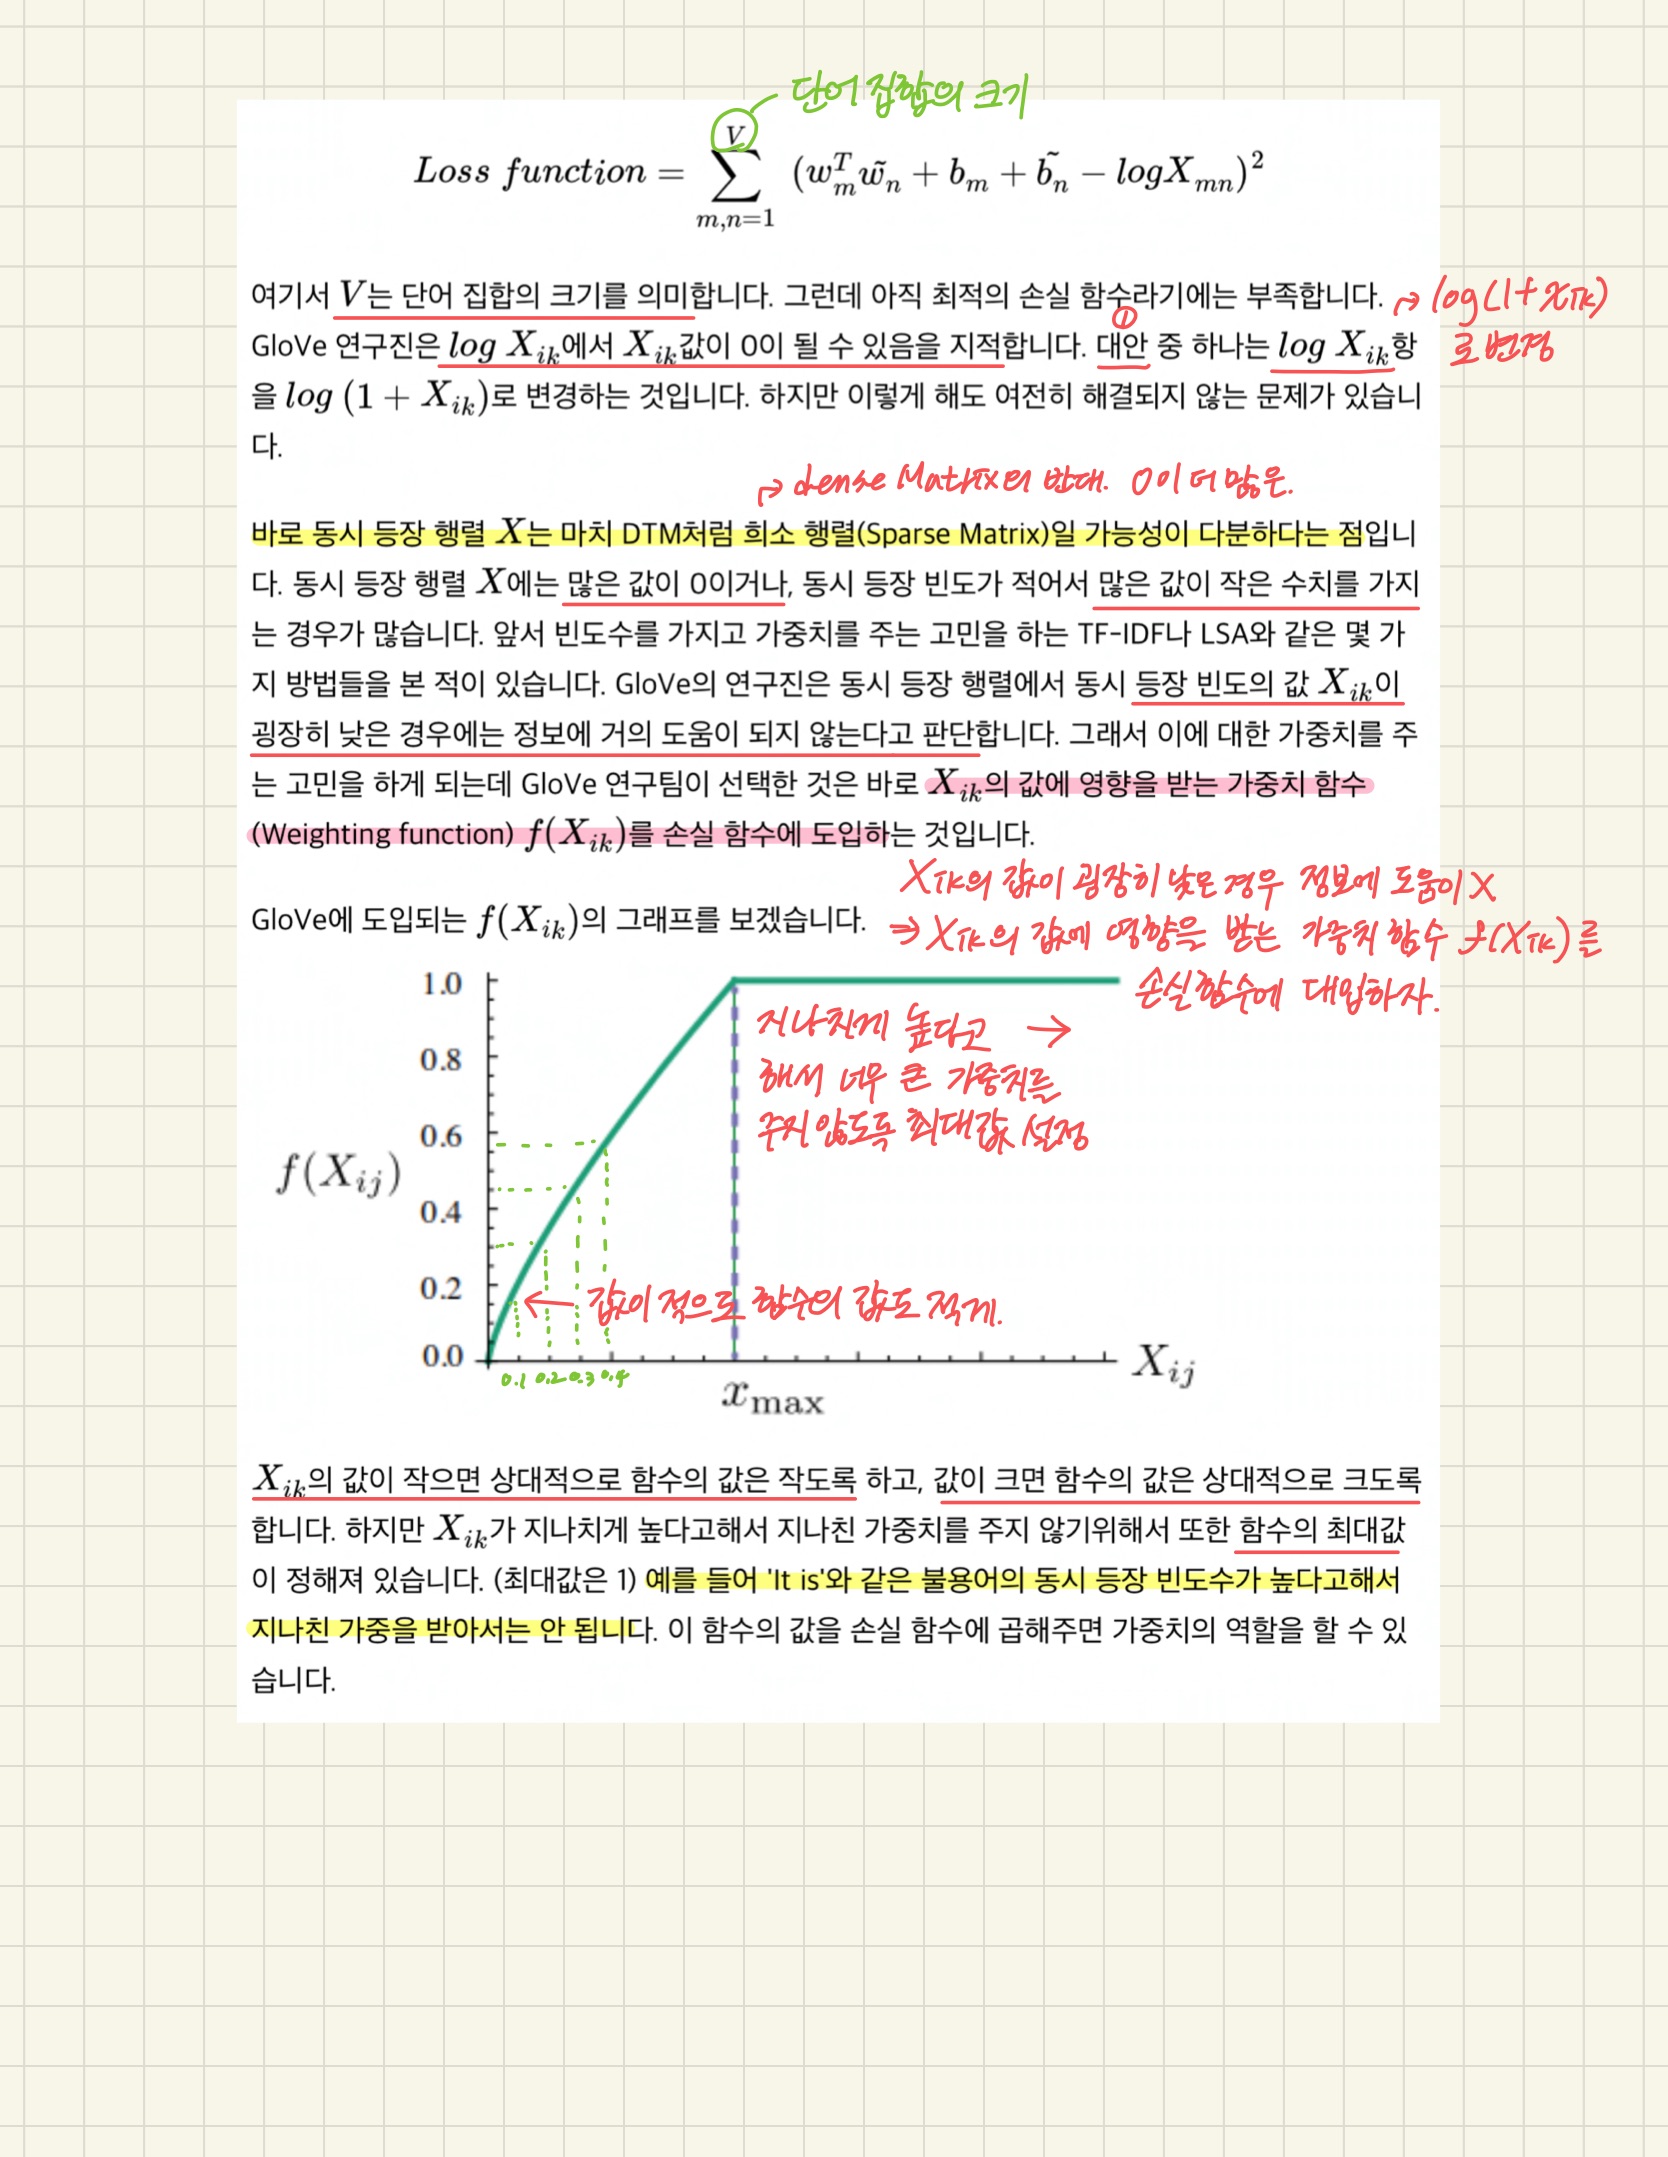 단어 집합의 크기
Loss function = \sum_{m,n=1}^{V} (w_m^T \tilde{w}_n + b_m + \tilde{b}_n − logX_{mn})^2
여기서 V는 단어 집합의 크기를 의미합니다. 그런데 아직 최적의 손실 함수라기에는 부족합니다.
→ log(1+X_{ik})
로 변경
①
GloVe 연구진은 log X_{ik}에서 X_{ik}값이 0이 될 수 있음을 지적합니다. 대안 중 하나는 log X_{ik}항
을 log (1 + X_{ik})로 변경하는 것입니다. 하지만 이렇게 해도 여전히 해결되지 않는 문제가 있습니
다.
→ dense Matrix의 반대. 0이 더 많은.
바로 동시 등장 행렬 X는 마치 DTM처럼 희소 행렬(Sparse Matrix)일 가능성이 다분하다는 점입니
다. 동시 등장 행렬 X에는 많은 값이 0이거나, 동시 등장 빈도가 적어서 많은 값이 작은 수치를 가지
는 경우가 많습니다. 앞서 빈도수를 가지고 가중치를 주는 고민을 하는 TF-IDF나 LSA와 같은 몇 가
지 방법들을 본 적이 있습니다. GloVe의 연구진은 동시 등장 행렬에서 동시 등장 빈도의 값 X_{ik}이
굉장히 낮은 경우에는 정보에 거의 도움이 되지 않는다고 판단합니다. 그래서 이에 대한 가중치를 주
는 고민을 하게 되는데 GloVe 연구팀이 선택한 것은 바로 X_{ik}의 값에 영향을 받는 가중치 함수
(Weighting function) f(X_{ik})를 손실 함수에 도입하는 것입니다.
X_{ik}의 값이 굉장히 낮은 경우 정보에 도움이 X
⇒ X_{ik}의 값에 영향을 받는 가중치 함수 f(X_{ik})를
손실함수에 대입하자.
GloVe에 도입되는 f(X_{ik})의 그래프를 보겠습니다.
1.0
0.8
0.6
0.4
0.2
0.0
f(X_{ij})
지나치게 높다고 →
해서 너무 큰 가중치를
주지 않도록 최대값 설정
← 값이 적으로 함수의 값도 적게.
0.1 0.2 0.3 0.4
x_{max}
X_{ij}
X_{ik}의 값이 작으면 상대적으로 함수의 값은 작도록 하고, 값이 크면 함수의 값은 상대적으로 크도록
합니다. 하지만 X_{ik}가 지나치게 높다고해서 지나친 가중치를 주지 않기위해서 또한 함수의 최대값
이 정해져 있습니다. (최대값은 1) 예를 들어 'It is'와 같은 불용어의 동시 등장 빈도수가 높다고해서
지나친 가중을 받아서는 안 됩니다. 이 함수의 값을 손실 함수에 곱해주면 가중치의 역할을 할 수 있
습니다.